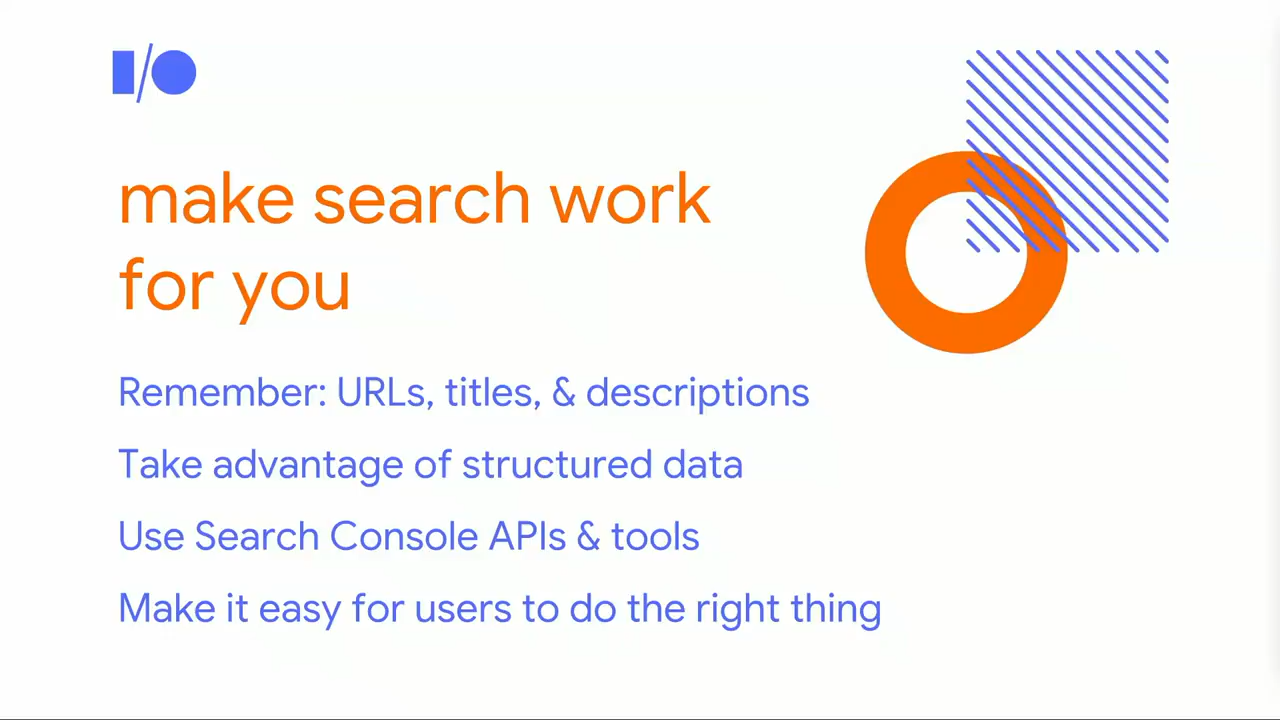 I/O
make search work
for you
Remember: URLs, titles, & descriptions
Take advantage of structured data
Use Search Console APIs & tools
Make it easy for users to do the right thing